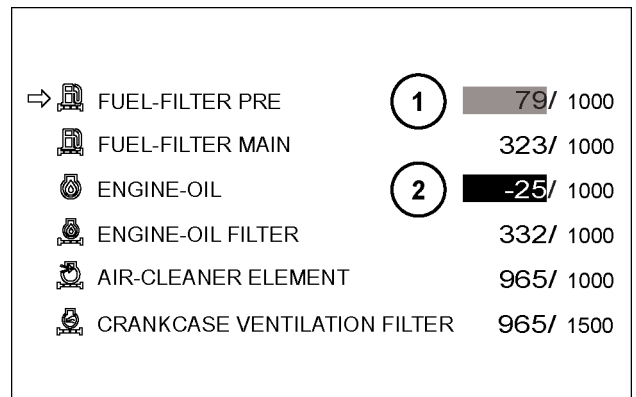 FUEL-FILTER PRE 1 79/ 1000
FUEL-FILTER MAIN 323/ 1000
ENGINE-OIL 2 -25/ 1000
ENGINE-OIL FILTER 332/ 1000
AIR-CLEANER ELEMENT 965/ 1000
CRANKCASE VENTILATION FILTER 965/ 1500